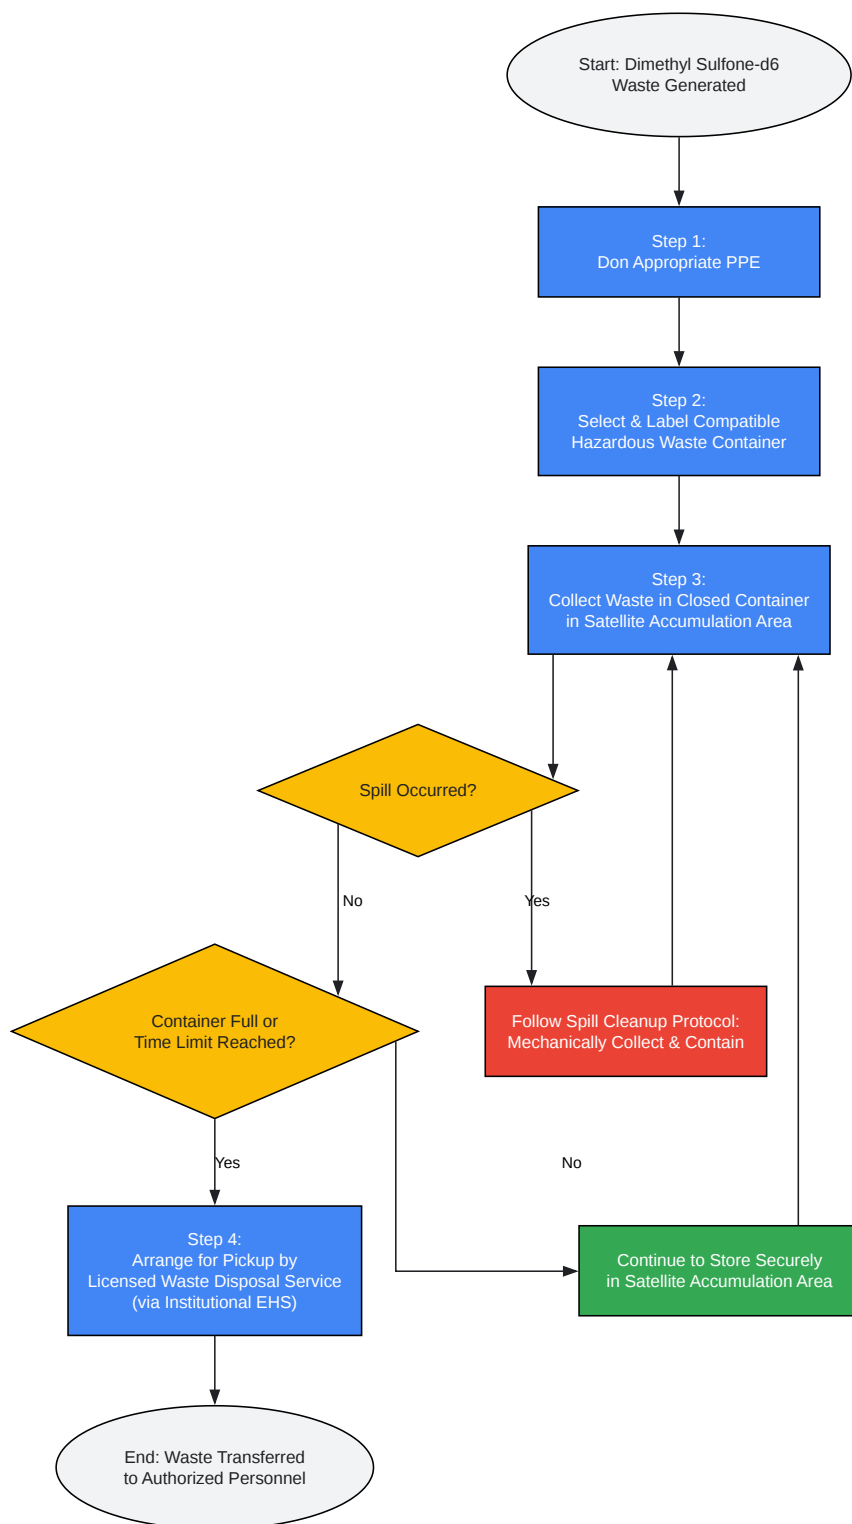 Start: Dimethyl Sulfone-d6
Waste Generated
Step 1:
Don Appropriate PPE
Step 2:
Select & Label Compatible
Hazardous Waste Container
Step 3:
Collect Waste in Closed Container
in Satellite Accumulation Area
Spill Occurred?
No
Yes
Container Full or
Time Limit Reached?
Follow Spill Cleanup Protocol:
Mechanically Collect & Contain
Yes
No
Step 4:
Arrange for Pickup by
Licensed Waste Disposal Service
(via Institutional EHS)
Continue to Store Securely
in Satellite Accumulation Area
End: Waste Transferred
to Authorized Personnel